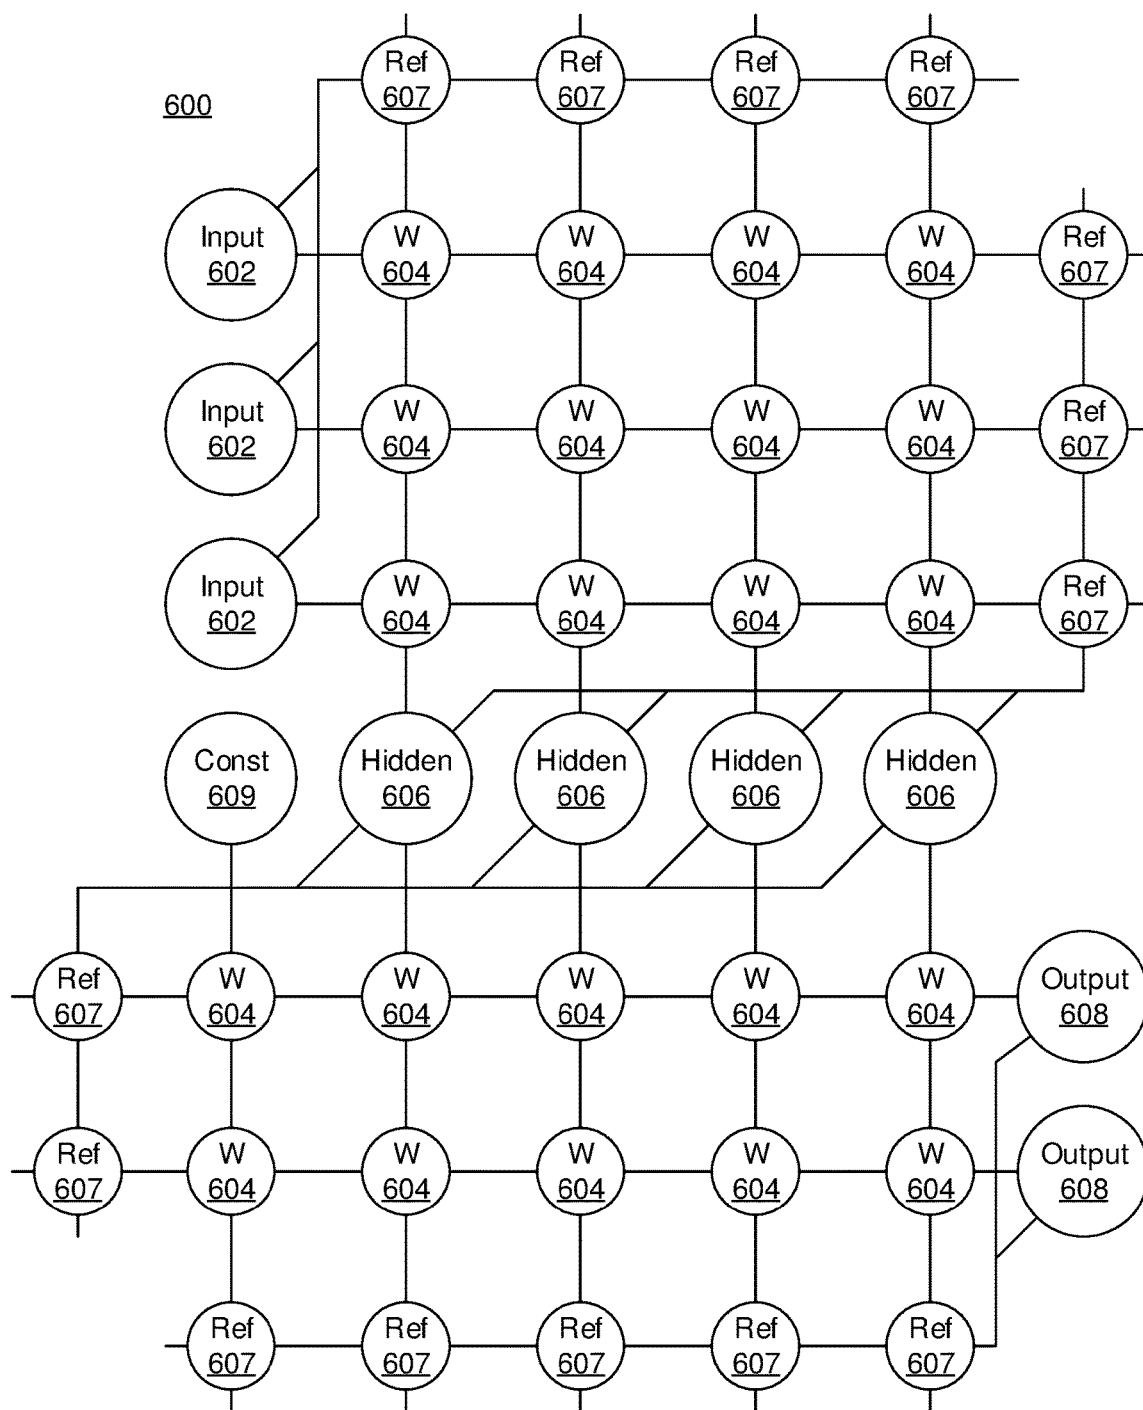 Ref Ref Ref Ref
607 607 607 607
600
Input W W W W Ref
602 604 604 604 604 607
Input W W W W Ref
602 604 604 604 604 607
Input W W W W Ref
602 604 604 604 604 607
Const Hidden Hidden Hidden Hidden
609 606 606 606 606
Ref W W W W W Output
607 604 604 604 604 604 608
Ref W W W W W Output
607 604 604 604 604 604 608
Ref Ref Ref Ref Ref
607 607 607 607 607